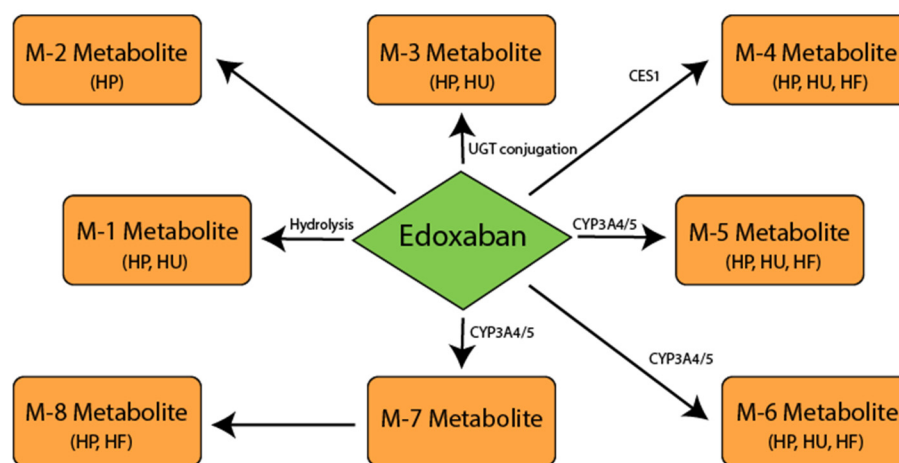 M-2 Metabolite
(HP)
M-3 Metabolite
(HP, HU)
M-4 Metabolite
(HP, HU, HF)
CES1
UGT conjugation
M-1 Metabolite
(HP, HU)
Hydrolysis
Edoxaban
CYP3A4/5
M-5 Metabolite
(HP, HU, HF)
CYP3A4/5
CYP3A4/5
M-8 Metabolite
(HP, HF)
M-7 Metabolite
M-6 Metabolite
(HP, HU, HF)